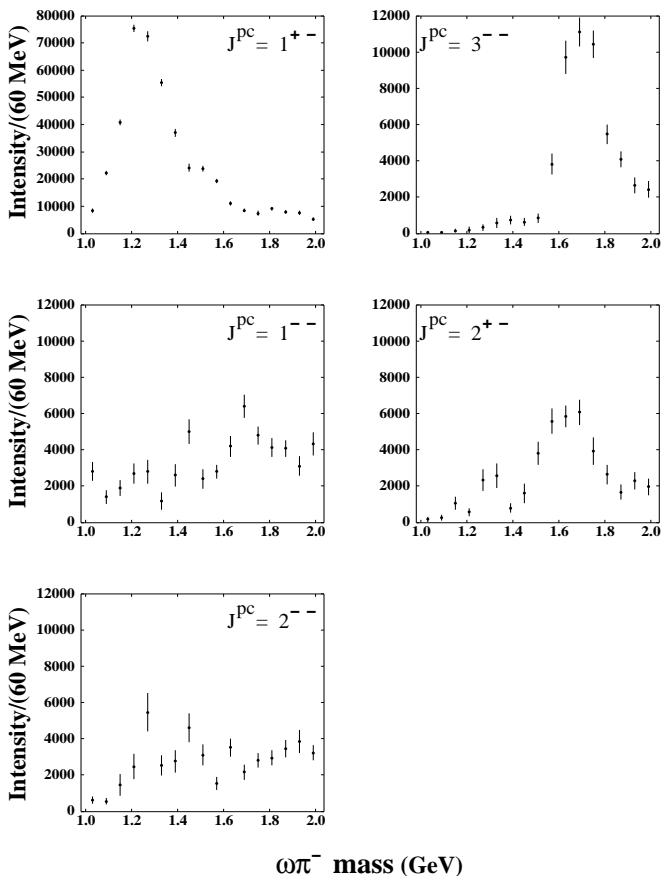 80000
70000
60000
50000
40000
30000
20000
10000
0
Intensity/(60 MeV)
J^pc = 1^+ -
1.0 1.2 1.4 1.6 1.8 2.0
12000
10000
8000
6000
4000
2000
0
J^pc = 3^- -
1.0 1.2 1.4 1.6 1.8 2.0
12000
10000
8000
6000
4000
2000
0
Intensity/(60 MeV)
J^pc = 1^- -
1.0 1.2 1.4 1.6 1.8 2.0
12000
10000
8000
6000
4000
2000
0
J^pc = 2^+ -
1.0 1.2 1.4 1.6 1.8 2.0
12000
10000
8000
6000
4000
2000
0
Intensity/(60 MeV)
J^pc = 2^- -
1.0 1.2 1.4 1.6 1.8 2.0
ωπ^- mass (GeV)